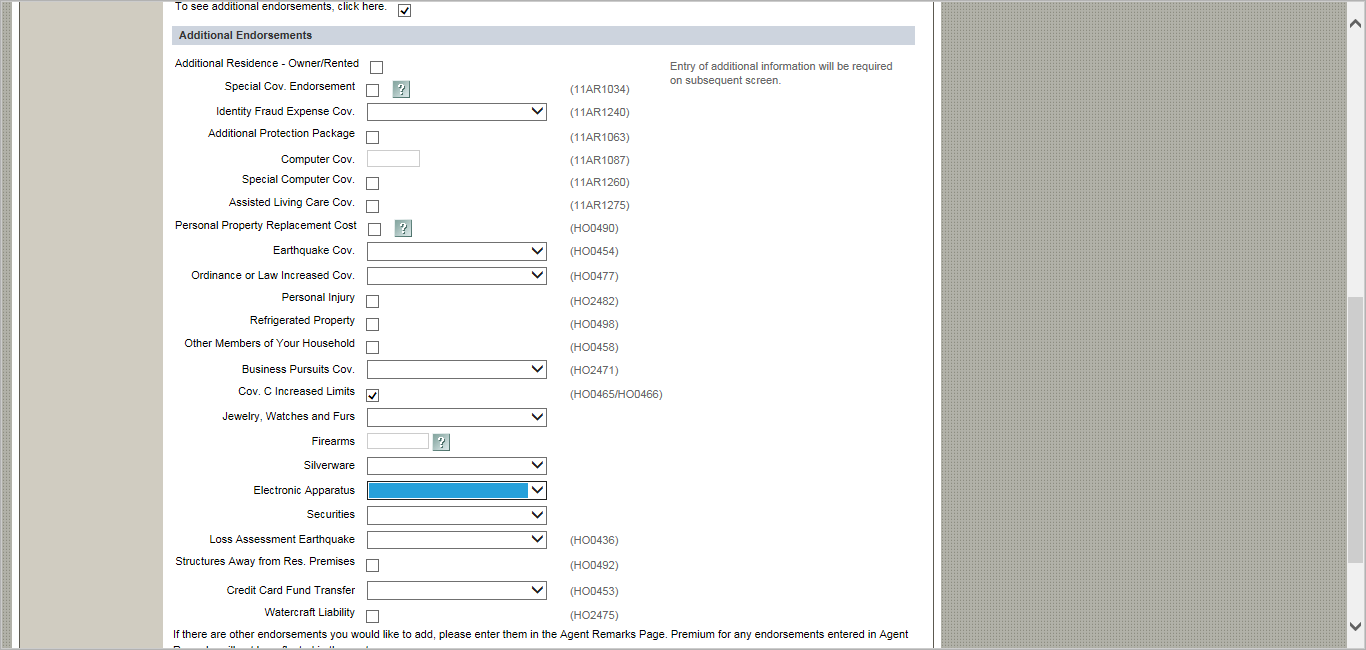 To see additional endorsements, click here.
Additional Endorsements
Additional Residence - Owner/Rented
Entry of additional information will be required
on subsequent screen.
Special Cov. Endorsement ? (11AR1034)
Identity Fraud Expense Cov. (11AR1240)
Additional Protection Package (11AR1063)
Computer Cov. (11AR1087)
Special Computer Cov. (11AR1260)
Assisted Living Care Cov. (11AR1275)
Personal Property Replacement Cost ? (HO0490)
Earthquake Cov. (HO0454)
Ordinance or Law Increased Cov. (HO0477)
Personal Injury (HO2482)
Refrigerated Property (HO0498)
Other Members of Your Household (HO0458)
Business Pursuits Cov. (HO2471)
Cov. C Increased Limits (HO0465/HO0466)
Jewelry, Watches and Furs
Firearms ?
Silverware
Electronic Apparatus
Securities
Loss Assessment Earthquake (HO0436)
Structures Away from Res. Premises (HO0492)
Credit Card Fund Transfer (HO0453)
Watercraft Liability (HO2475)
If there are other endorsements you would like to add, please enter them in the Agent Remarks Page. Premium for any endorsements entered in Agent